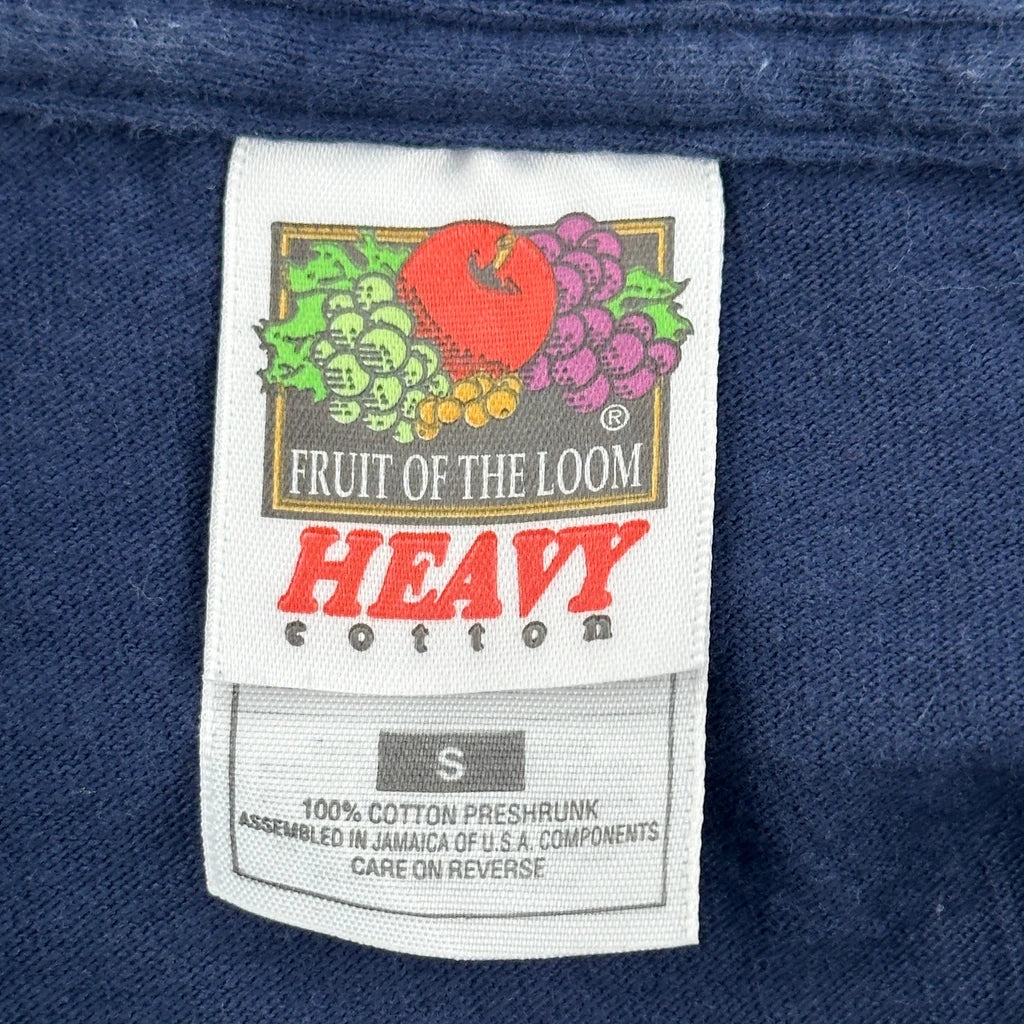 ®
FRUIT OF THE LOOM
HEAVY
cotton
S
100% COTTON PRESHRUNK
ASSEMBLED IN JAMAICA OF U.S.A. COMPONENTS
CARE ON REVERSE